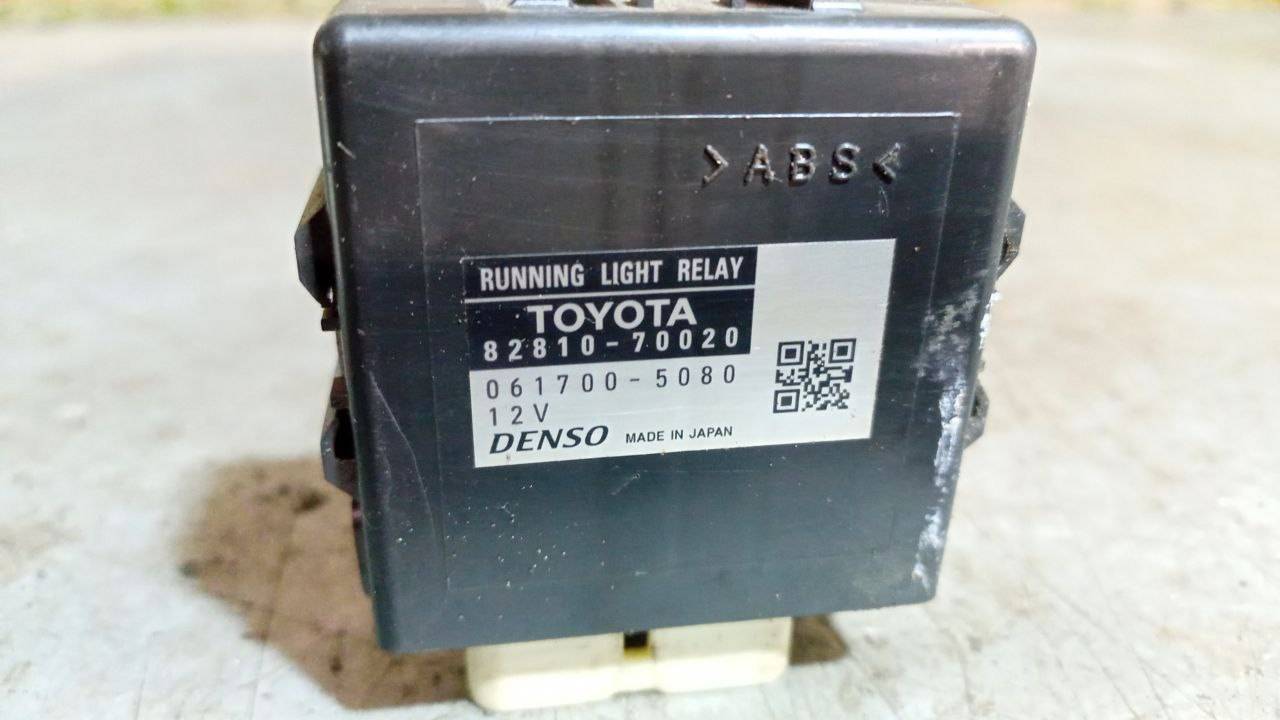 >ABS<
RUNNING LIGHT RELAY
TOYOTA
82810-70020
061700-5080
12V
DENSO MADE IN JAPAN